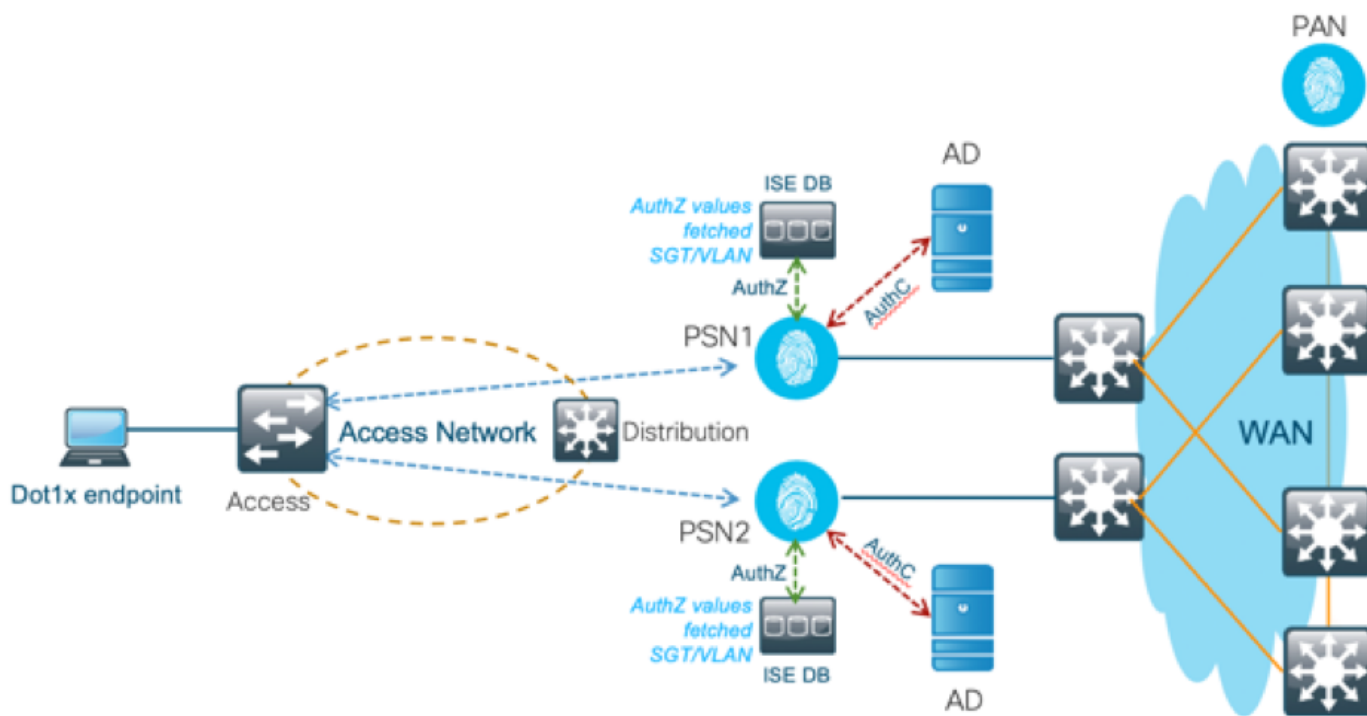 PAN
AD
ISE DB
AuthZ values
fetched
SGT/VLAN
AuthZ
AuthC
PSN1
Access Network
Distribution
WAN
Dot1x endpoint
Access
PSN2
AuthC
AuthZ
AuthZ values
fetched
SGT/VLAN
ISE DB
AD